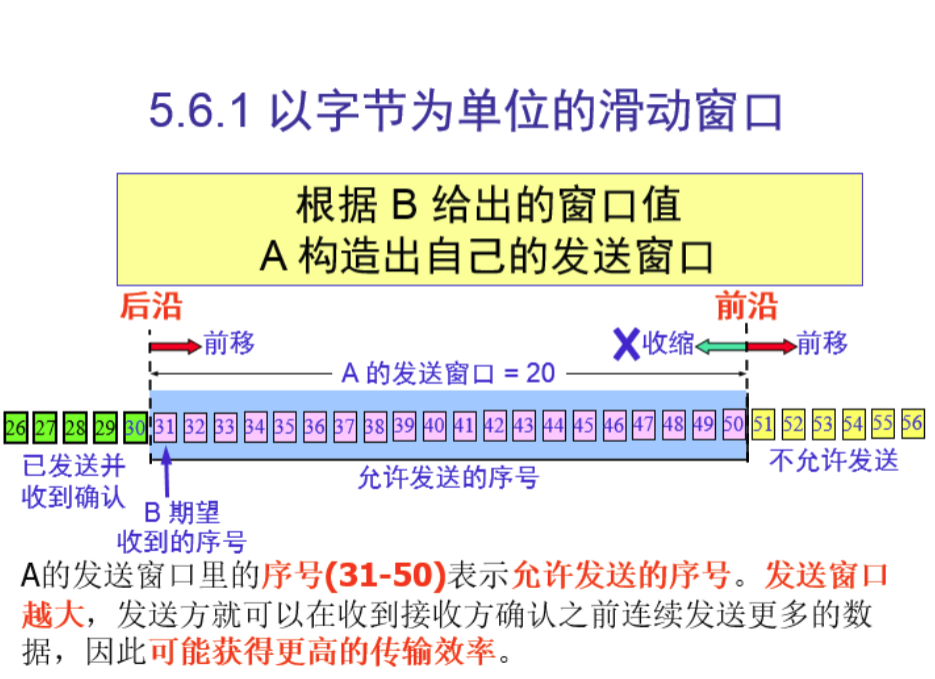 5.6.1 以字节为单位的滑动窗口
根据 B 给出的窗口值
A 构造出自己的发送窗口
后沿
前沿
前移
收缩
前移
A 的发送窗口 = 20
26 27 28 29 30 31 32 33 34 35 36 37 38 39 40 41 42 43 44 45 46 47 48 49 50 51 52 53 54 55 56
已发送并
收到确认
允许发送的序号
不允许发送
B 期望
收到的序号
A的发送窗口里的序号(31-50)表示允许发送的序号。发送窗口
越大，发送方就可以在收到接收方确认之前连续发送更多的数
据，因此可能获得更高的传输效率。